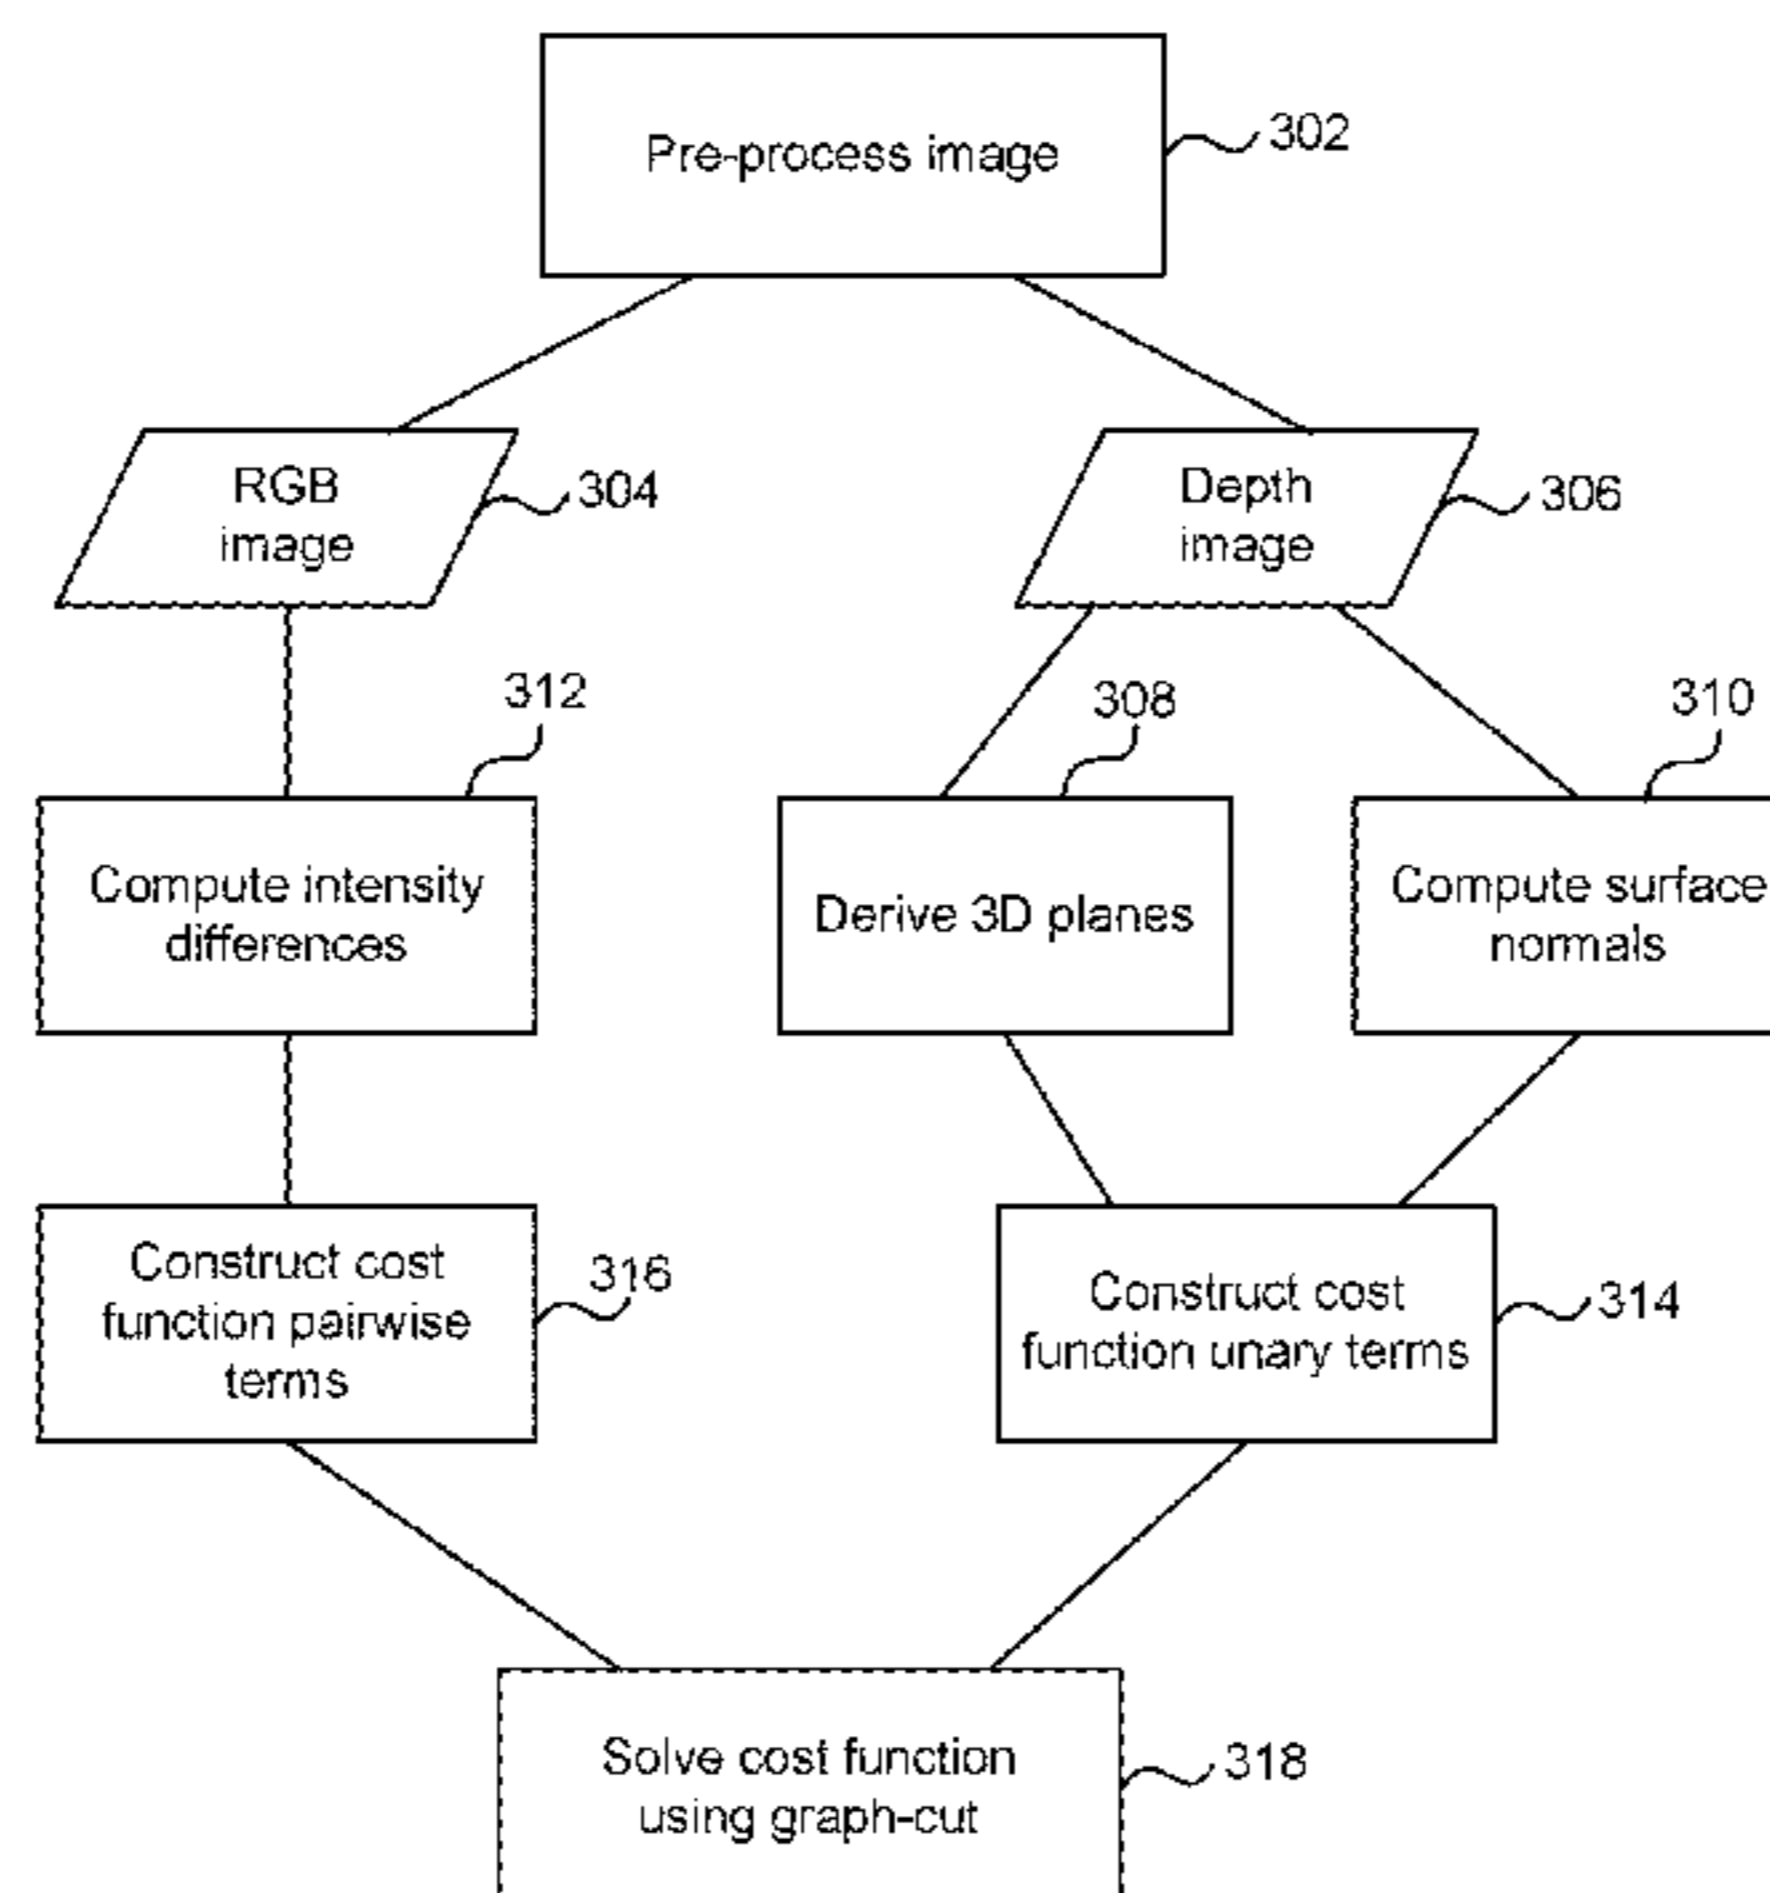 Pre-process image
302
RGB
image
304
Depth
image
306
312
308
310
Compute intensity
differences
Derive 3D planes
Compute surface
normals
Construct cost
function pairwise
terms
316
Construct cost
function unary terms
314
Solve cost function
using graph-cut
318